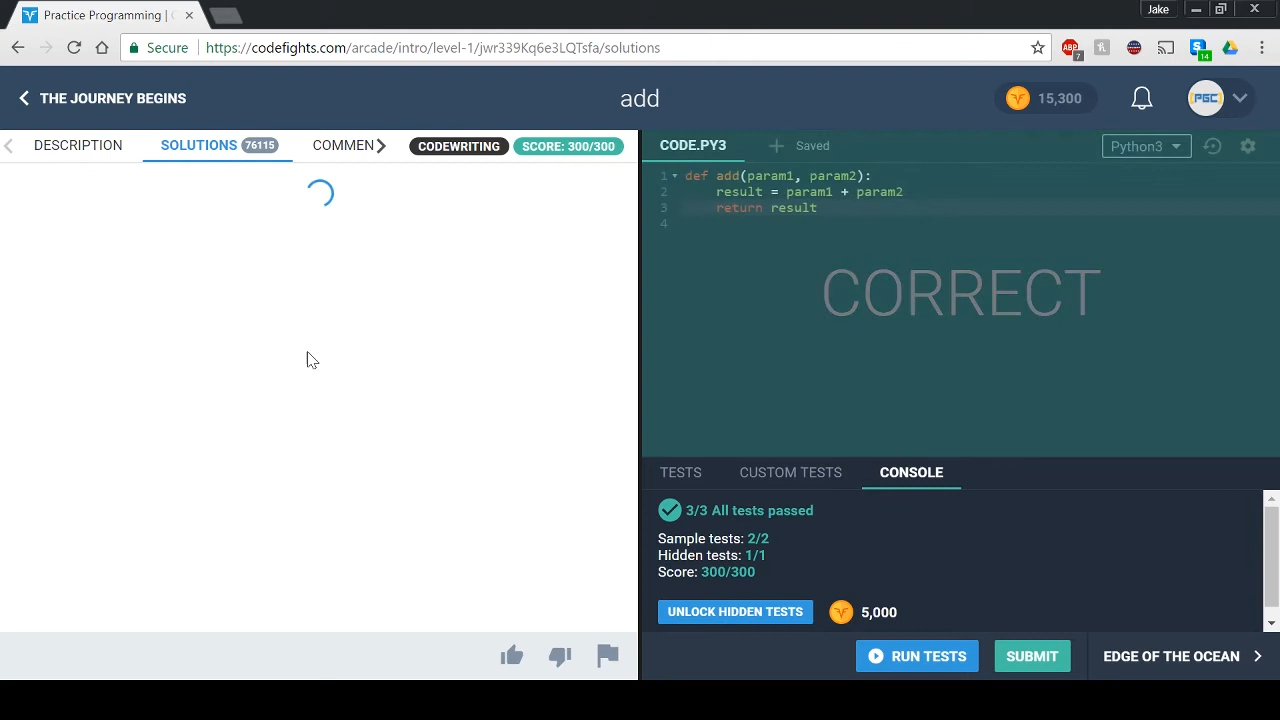 Practice Programming | C
Jake
Secure https://codefights.com/arcade/intro/level-1/jwr339Kq6e3LQTsfa/solutions
ABP
7
14
THE JOURNEY BEGINS
add
15,300
PGC
DESCRIPTION
SOLUTIONS 76115
COMMEN
CODEWRITING
SCORE: 300/300
CODE.PY3
Saved
Python3
1 def add(param1, param2):
2 result = param1 + param2
3 return result
4
CORRECT
TESTS
CUSTOM TESTS
CONSOLE
3/3 All tests passed
Sample tests: 2/2
Hidden tests: 1/1
Score: 300/300
UNLOCK HIDDEN TESTS
5,000
RUN TESTS
SUBMIT
EDGE OF THE OCEAN